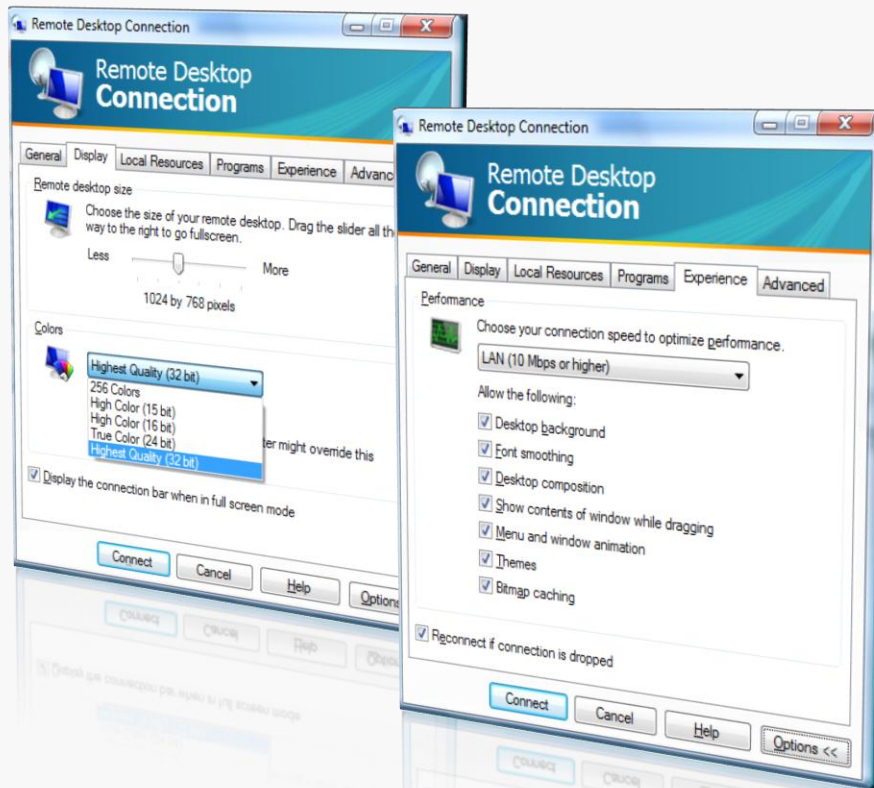 Remote Desktop Connection
Remote Desktop
Connection
General Display Local Resources Programs Experience
Remote desktop size
Choose the size of your remote desktop. Drag the slider all
way to the right to go fullscreen.
Less More
1024 by 768 pixels
Colors
Highest Quality (32 bit)
256 Colors
High Color (15 bit)
High Color (16 bit)
True Color (24 bit)
Highest Quality (32 bit)
might override this
Display the connection bar when in full screen mode
Connect Cancel Help
Remote Desktop Connection
Remote Desktop
Connection
General Display Local Resources Programs Experience Advanced
Performance
Choose your connection speed to optimize performance.
LAN (10 Mbps or higher)
Allow the following:
Desktop background
Font smoothing
Desktop composition
Show contents of window while dragging
Menu and window animation
Themes
Bitmap caching
Reconnect if connection is dropped
Connect Cancel Help Options <<